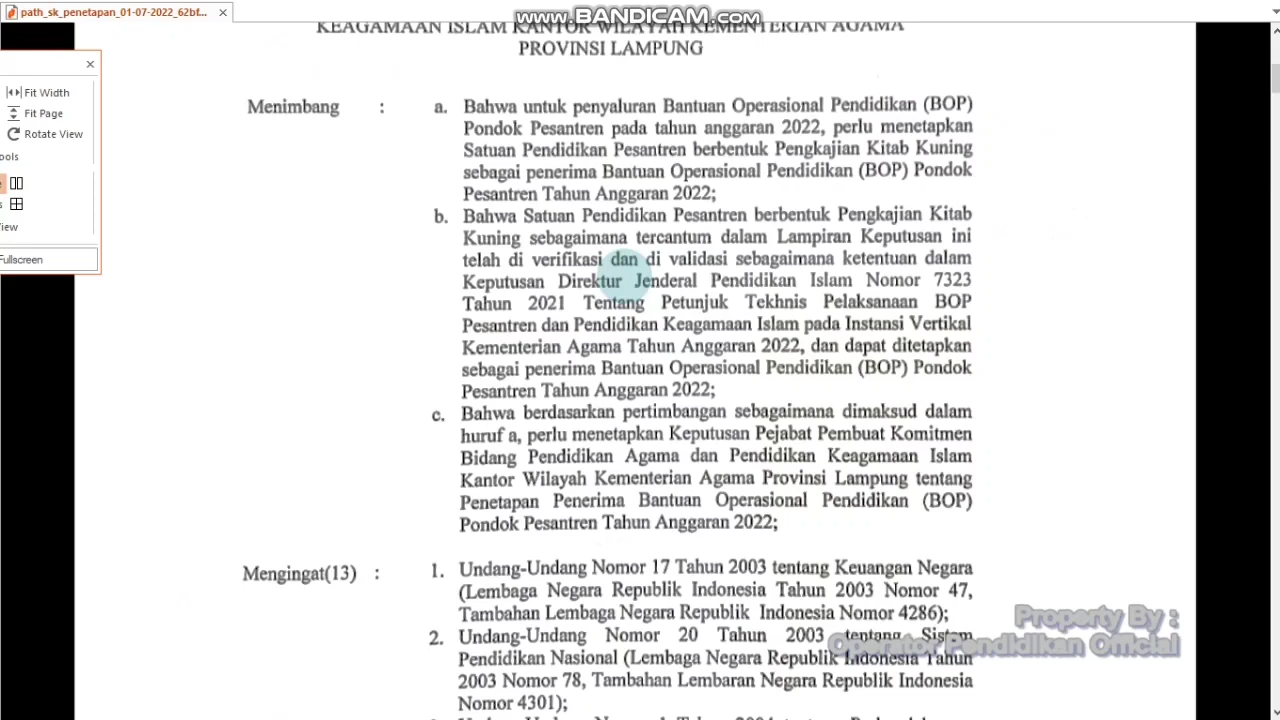 path_sk_penetapan_01-07-2022_62bf...
www.BANDICAM.com
KEAGAMAAN ISLAM KANTOR WILAYAH KEMENTERIAN AGAMA
PROVINSI LAMPUNG
Fit Width
Fit Page
Rotate View
ools
s
iew
Fullscreen
Menimbang : a. Bahwa untuk penyaluran Bantuan Operasional Pendidikan (BOP)
Pondok Pesantren pada tahun anggaran 2022, perlu menetapkan
Satuan Pendidikan Pesantren berbentuk Pengkajian Kitab Kuning
sebagai penerima Bantuan Operasional Pendidikan (BOP) Pondok
Pesantren Tahun Anggaran 2022;
b. Bahwa Satuan Pendidikan Pesantren berbentuk Pengkajian Kitab
Kuning sebagaimana tercantum dalam Lampiran Keputusan ini
telah di verifikasi dan di validasi sebagaimana ketentuan dalam
Keputusan Direktur Jenderal Pendidikan Islam Nomor 7323
Tahun 2021 Tentang Petunjuk Tekhnis Pelaksanaan BOP
Pesantren dan Pendidikan Keagamaan Islam pada Instansi Vertikal
Kementerian Agama Tahun Anggaran 2022, dan dapat ditetapkan
sebagai penerima Bantuan Operasional Pendidikan (BOP) Pondok
Pesantren Tahun Anggaran 2022;
c. Bahwa berdasarkan pertimbangan sebagaimana dimaksud dalam
huruf a, perlu menetapkan Keputusan Pejabat Pembuat Komitmen
Bidang Pendidikan Agama dan Pendidikan Keagamaan Islam
Kantor Wilayah Kementerian Agama Provinsi Lampung tentang
Penetapan Penerima Bantuan Operasional Pendidikan (BOP)
Pondok Pesantren Tahun Anggaran 2022;
Mengingat(13) : 1. Undang-Undang Nomor 17 Tahun 2003 tentang Keuangan Negara
(Lembaga Negara Republik Indonesia Tahun 2003 Nomor 47,
Tambahan Lembaga Negara Republik Indonesia Nomor 4286);
2. Undang-Undang Nomor 20 Tahun 2003 tentang Sistem
Pendidikan Nasional (Lembaga Negara Republik Indonesia Tahun
2003 Nomor 78, Tambahan Lembaran Negara Republik Indonesia
Nomor 4301);
Property By :
Operator Pendidikan Official